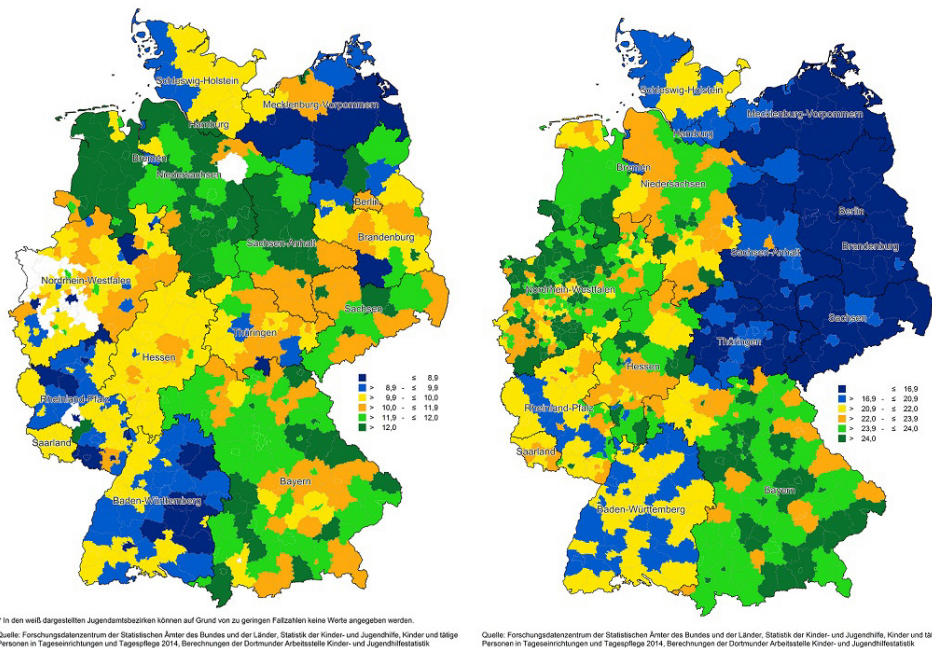 Schleswig-Holstein
Mecklenburg-Vorpommern
Hamburg
Bremen
Niedersachsen
Berlin
Brandenburg
Sachsen-Anhalt
Nordrhein-Westfalen
Sachsen
Thüringen
Hessen
Rheinland-Pfalz
Saarland
Bayern
Baden-Württemberg
≤ 8,9
> 8,9 - ≤ 9,9
> 9,9 - ≤ 10,0
> 10,0 - ≤ 11,9
> 11,9 - ≤ 12,0
> 12,0
* In den weiß dargestellten Jugendamtsbezirken können auf Grund von zu geringen Fallzahlen keine Werte angegeben werden.
Quelle: Forschungsdatenzentrum der Statistischen Ämter des Bundes und der Länder, Statistik der Kinder- und Jugendhilfe, Kinder und tätige
Personen in Tageseinrichtungen und Tagespflege 2014, Berechnungen der Dortmunder Arbeitsstelle Kinder- und Jugendhilfestatistik
Schleswig-Holstein
Mecklenburg-Vorpommern
Hamburg
Bremen
Niedersachsen
Berlin
Brandenburg
Sachsen-Anhalt
Nordrhein-Westfalen
Sachsen
Thüringen
Hessen
Rheinland-Pfalz
Saarland
Bayern
Baden-Württemberg
≤ 16,9
> 16,9 - ≤ 20,9
> 20,9 - ≤ 22,0
> 22,0 - ≤ 23,9
> 23,9 - ≤ 24,0
> 24,0
Quelle: Forschungsdatenzentrum der Statistischen Ämter des Bundes und der Länder, Statistik der Kinder- und Jugendhilfe, Kinder und tä
Personen in Tageseinrichtungen und Tagespflege 2014, Berechnungen der Dortmunder Arbeitsstelle Kinder- und Jugendhilfestatistik